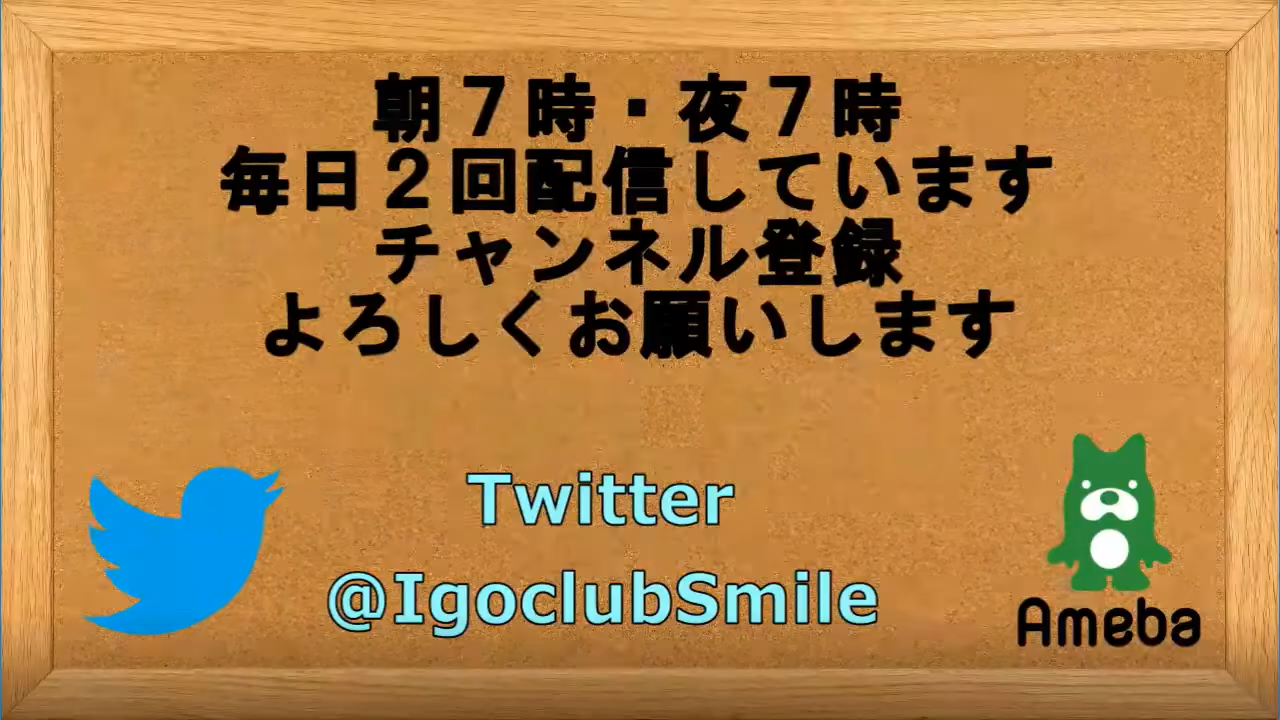 朝７時・夜７時
毎日２回配信しています
チャンネル登録
よろしくお願いします
Twitter
@IgoclubSmile
Ameba